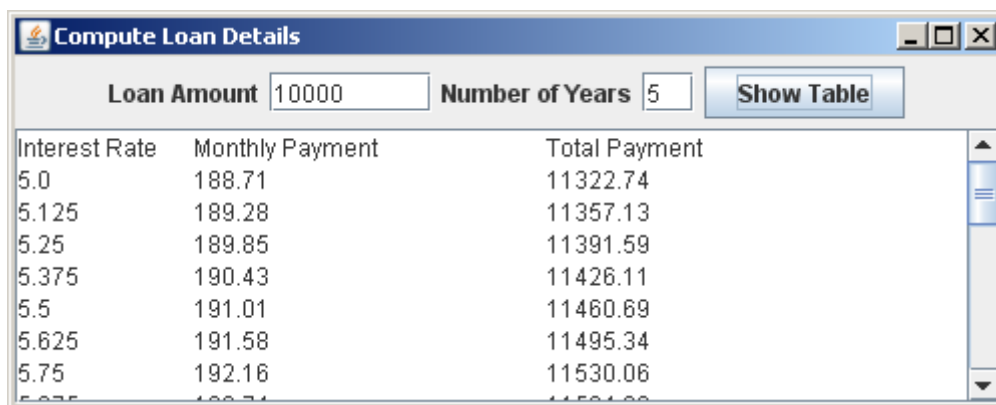 Compute Loan Details
Loan Amount 10000 Number of Years 5 Show Table
Interest Rate Monthly Payment Total Payment
5.0 188.71 11322.74
5.125 189.28 11357.13
5.25 189.85 11391.59
5.375 190.43 11426.11
5.5 191.01 11460.69
5.625 191.58 11495.34
5.75 192.16 11530.06